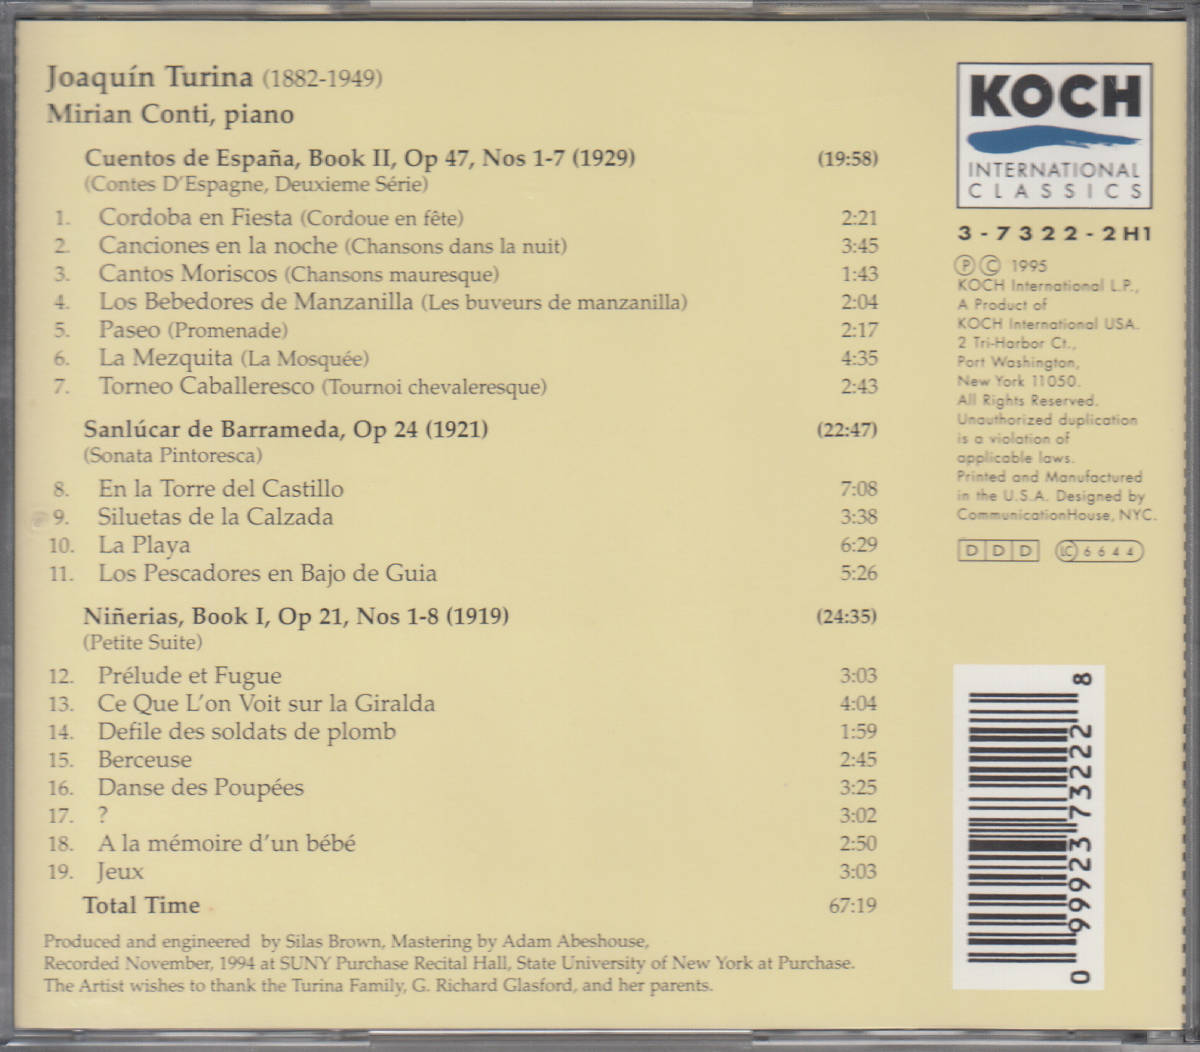 Joaquín Turina (1882-1949)
Mirian Conti, piano
Cuentos de España, Book II, Op 47, Nos 1-7 (1929) (19:58)
(Contes D'Espagne, Deuxieme Série)
1. Cordoba en Fiesta (Cordoue en fête) 2:21
2. Canciones en la noche (Chansons dans la nuit) 3:45
3. Cantos Moriscos (Chansons mauresque) 1:43
4. Los Bebedores de Manzanilla (Les buveurs de manzanilla) 2:04
5. Paseo (Promenade) 2:17
6. La Mezquita (La Mosquée) 4:35
7. Torneo Caballeresco (Tournoi chevaleresque) 2:43
Sanlúcar de Barrameda, Op 24 (1921) (22:47)
(Sonata Pintoresca)
8. En la Torre del Castillo 7:08
9. Siluetas de la Calzada 3:38
10. La Playa 6:29
11. Los Pescadores en Bajo de Guia 5:26
Niñerias, Book I, Op 21, Nos 1-8 (1919) (24:35)
(Petite Suite)
12. Prélude et Fugue 3:03
13. Ce Que L'on Voit sur la Giralda 4:04
14. Defile des soldats de plomb 1:59
15. Berceuse 2:45
16. Danse des Poupées 3:25
17. ? 3:02
18. A la mémoire d'un bébé 2:50
19. Jeux 3:03
Total Time 67:19
Produced and engineered by Silas Brown, Mastering by Adam Abeshouse,
Recorded November, 1994 at SUNY Purchase Recital Hall, State University of New York at Purchase.
The Artist wishes to thank the Turina Family, G. Richard Glasford, and her parents.
KOCH
INTERNATIONAL
CLASSICS
3-7322-2H1
Ⓟ Ⓒ 1995
KOCH International L.P.,
A Product of
KOCH International USA.
2 Tri-Harbor Ct.,
Port Washington,
New York 11050.
All Rights Reserved.
Unauthorized duplication
is a violation of
applicable laws.
Printed and Manufactured
in the U.S.A. Designed by
CommunicationHouse, NYC.
D D D LC 6644
0 99923 73222 8